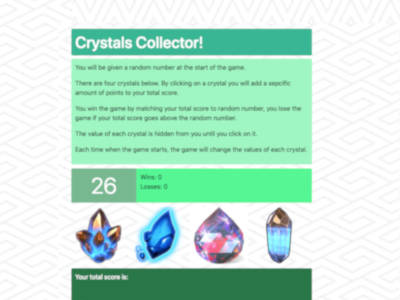 Crystals Collector!
You will be given a random number at the start of the game.
There are four crystals below. By clicking on a crystal you will add a sepcific
amount of points to your total score.
You win the game by matching your total score to random number, you lose the
game if your total score goes above the random number.
The value of each crystal is hidden from you until you click on it.
Each time when the game starts, the game will change the values of each crystal.
26
Wins: 0
Losses: 0
Your total score is: